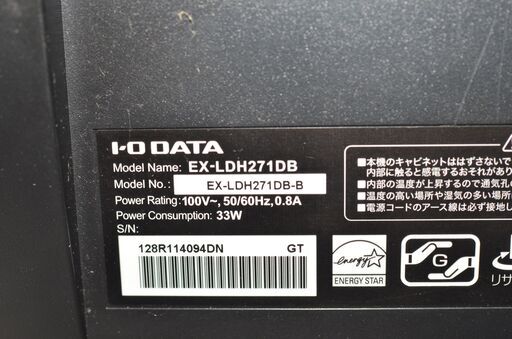 I-O DATA
Model Name: EX-LDH271DB
Model No.: EX-LDH271DB-B
Power Rating: 100V~, 50/60Hz, 0.8A
Power Consumption: 33W
S/N:
128R114094DN GT
energy
ENERGY STAR
G
リサ
■本機のキャビネットははずさないで
内部に触ると感電するおそれがあり
■内部の温度が上昇するので通気孔
■温度の高い場所や湿気の多い場所
■電源コードのアース線は必ず接地し